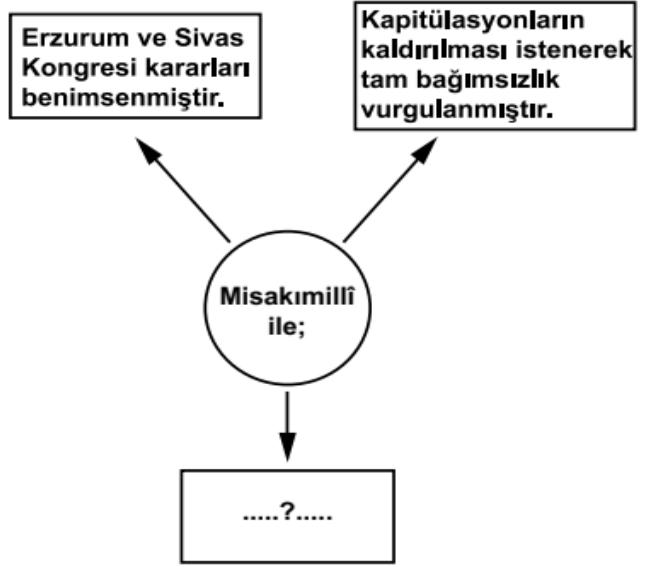 Erzurum ve Sivas
Kongresi kararları
benimsenmiştir.
Kapitülasyonların
kaldırılması istenerek
tam bağımsızlık
vurgulanmıştır.
Misakımillî
ile;
.....?.....